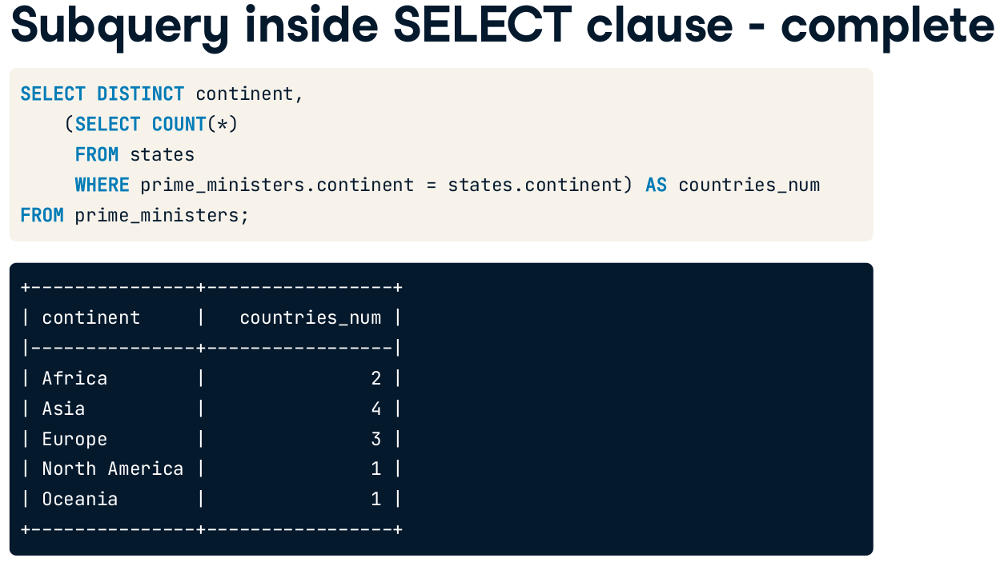 Subquery inside SELECT clause - complete
SELECT DISTINCT continent,
    (SELECT COUNT(*)
     FROM states
     WHERE prime_ministers.continent = states.continent) AS countries_num
FROM prime_ministers;
+---------------+-----------------+
| continent     |   countries_num |
|---------------+-----------------|
| Africa        |               2 |
| Asia          |               4 |
| Europe        |               3 |
| North America |               1 |
| Oceania       |               1 |
+---------------+-----------------+